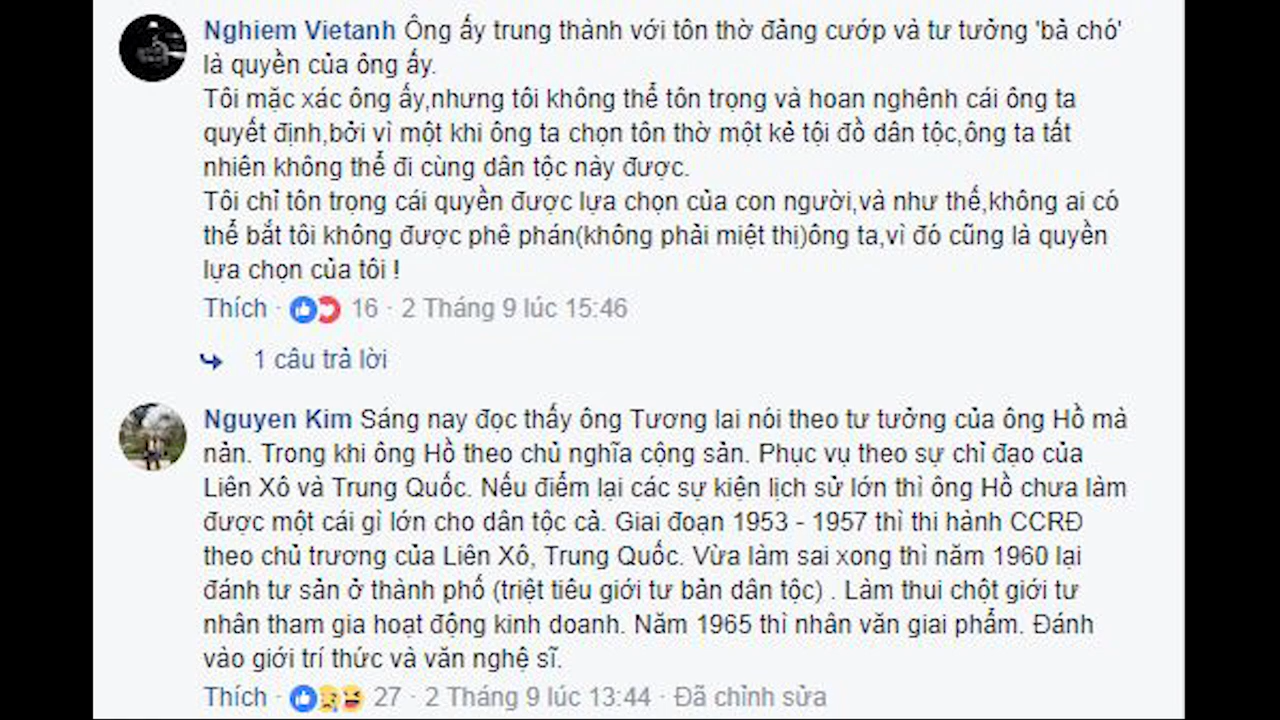 Nghiem Vietanh Ông ấy trung thành với tôn thờ đảng cướp và tư tưởng 'bả chó'
là quyền của ông ấy.
Tôi mặc xác ông ấy,nhưng tôi không thể tôn trọng và hoan nghênh cái ông ta
quyết định,bởi vì một khi ông ta chọn tôn thờ một kẻ tội đồ dân tộc,ông ta tất
nhiên không thể đi cùng dân tộc này được.
Tôi chỉ tôn trọng cái quyền được lựa chọn của con người,và như thế,không ai có
thể bắt tôi không được phê phán(không phải miệt thị)ông ta,vì đó cũng là quyền
lựa chọn của tôi !
Thích · 16 · 2 Tháng 9 lúc 15:46
1 câu trả lời
Nguyen Kim Sáng nay đọc thấy ông Tương lai nói theo tư tưởng của ông Hồ mà
nản. Trong khi ông Hồ theo chủ nghĩa cộng sản. Phục vụ theo sự chỉ đạo của
Liên Xô và Trung Quốc. Nếu điểm lại các sự kiện lịch sử lớn thì ông Hồ chưa làm
được một cái gì lớn cho dân tộc cả. Giai đoạn 1953 - 1957 thì thi hành CCRĐ
theo chủ trương của Liên Xô, Trung Quốc. Vừa làm sai xong thì năm 1960 lại
đánh tư sản ở thành phố (triệt tiêu giới tư bản dân tộc) . Làm thui chột giới tư
nhân tham gia hoạt động kinh doanh. Năm 1965 thì nhân văn giai phẩm. Đánh
vào giới trí thức và văn nghệ sĩ.
Thích · 27 · 2 Tháng 9 lúc 13:44 · Đã chỉnh sửa